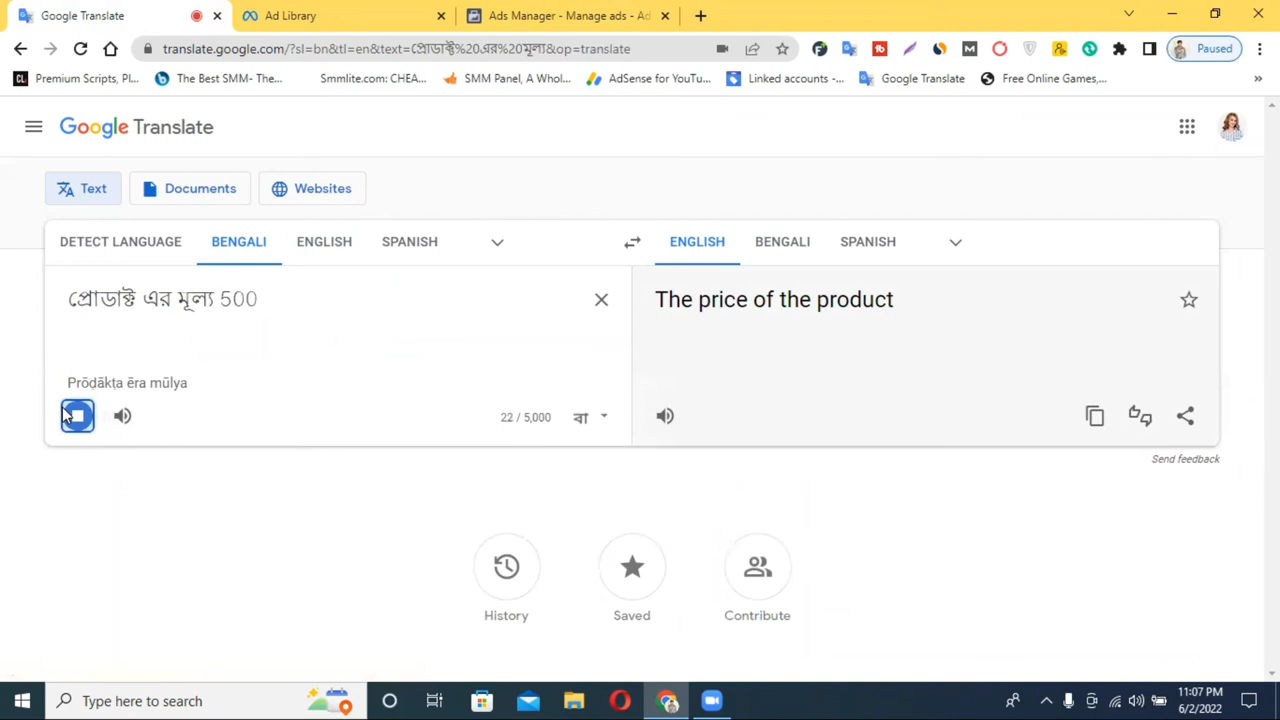 Google Translate
Ad Library
Ads Manager - Manage ads - Ad
translate.google.com/?sl=bn&tl=en&text=প্রোডাক্ট%20এর%20মূল্য&op=translate
Paused
Premium Scripts, Pl...
The Best SMM- The...
Smmlite.com: CHEA...
SMM Panel, A Whol...
AdSense for YouTu...
Linked accounts -...
Google Translate
Free Online Games,...
»
Google Translate
Text
Documents
Websites
DETECT LANGUAGE
BENGALI
ENGLISH
SPANISH
ENGLISH
BENGALI
SPANISH
প্রোডাক্ট এর মূল্য 500
The price of the product
Prōḍākṭa ēra mūlya
22 / 5,000
বা
Send feedback
History
Saved
Contribute
Type here to search
11:07 PM
6/2/2022